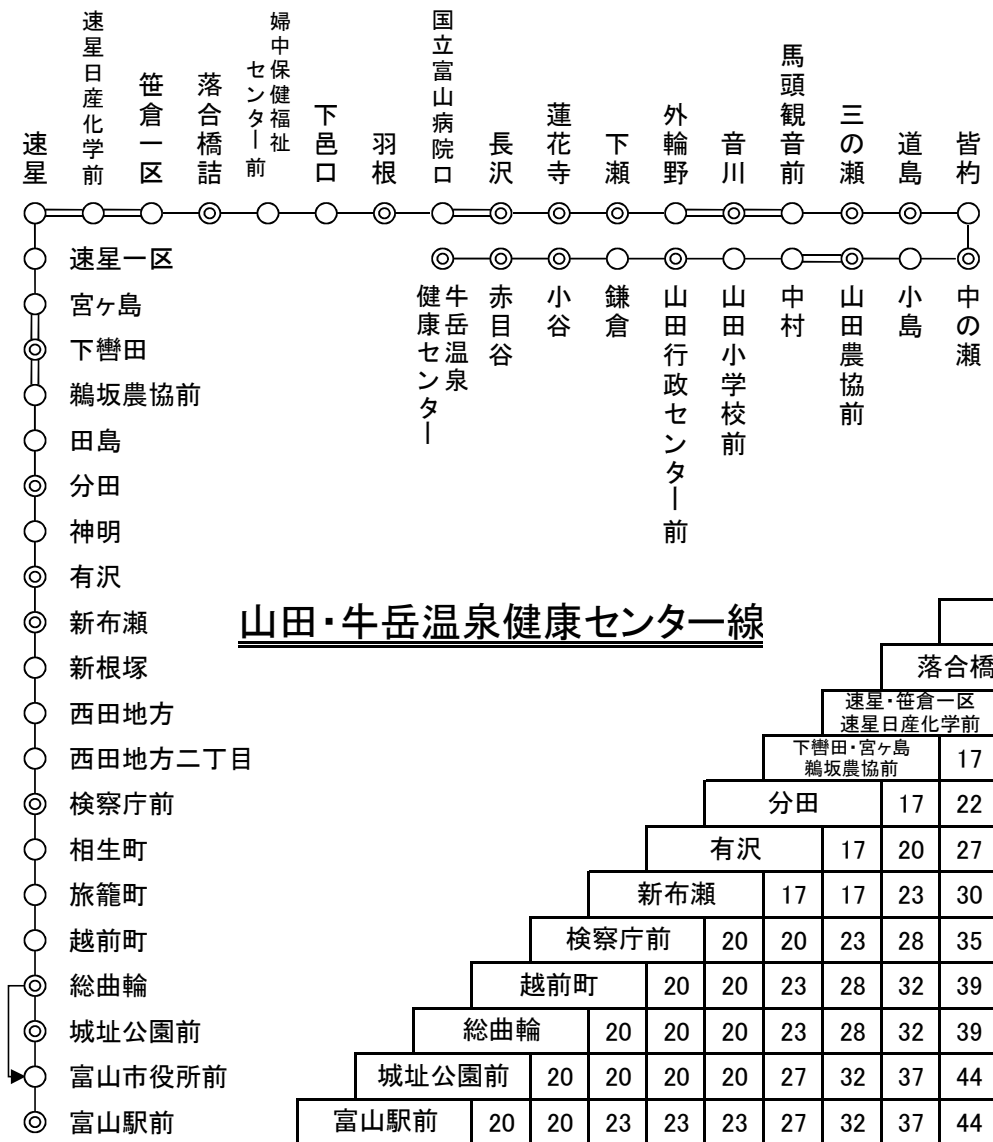 速星
速星日産化学前
笹倉一区
落合橋詰
婦中保健福祉
センター前
下邑口
羽根
国立富山病院口
長沢
蓮花寺
下瀬
外輪野
音川
馬頭観音前
三の瀬
道島
皆杓
速星一区
宮ヶ島
下轡田
鵜坂農協前
田島
分田
神明
有沢
新布瀬
新根塚
西田地方
西田地方二丁目
検察庁前
相生町
旅籠町
越前町
総曲輪
城址公園前
富山市役所前
富山駅前
牛岳温泉
健康センター
赤目谷
小谷
鎌倉
山田行政センター前
山田小学校前
中村
山田農協前
小島
中の瀬
山田・牛岳温泉健康センター線
落合橋
速星・笹倉一区
速星日産化学前
下轡田・宮ヶ島
鵜坂農協前 17
分田 17 22
有沢 17 20 27
新布瀬 17 17 23 30
検察庁前 20 20 23 28 35
越前町 20 20 23 28 32 39
総曲輪 20 20 20 23 28 32 39
城址公園前 20 20 20 20 27 32 37 44
富山駅前 20 20 23 23 23 27 32 37 44